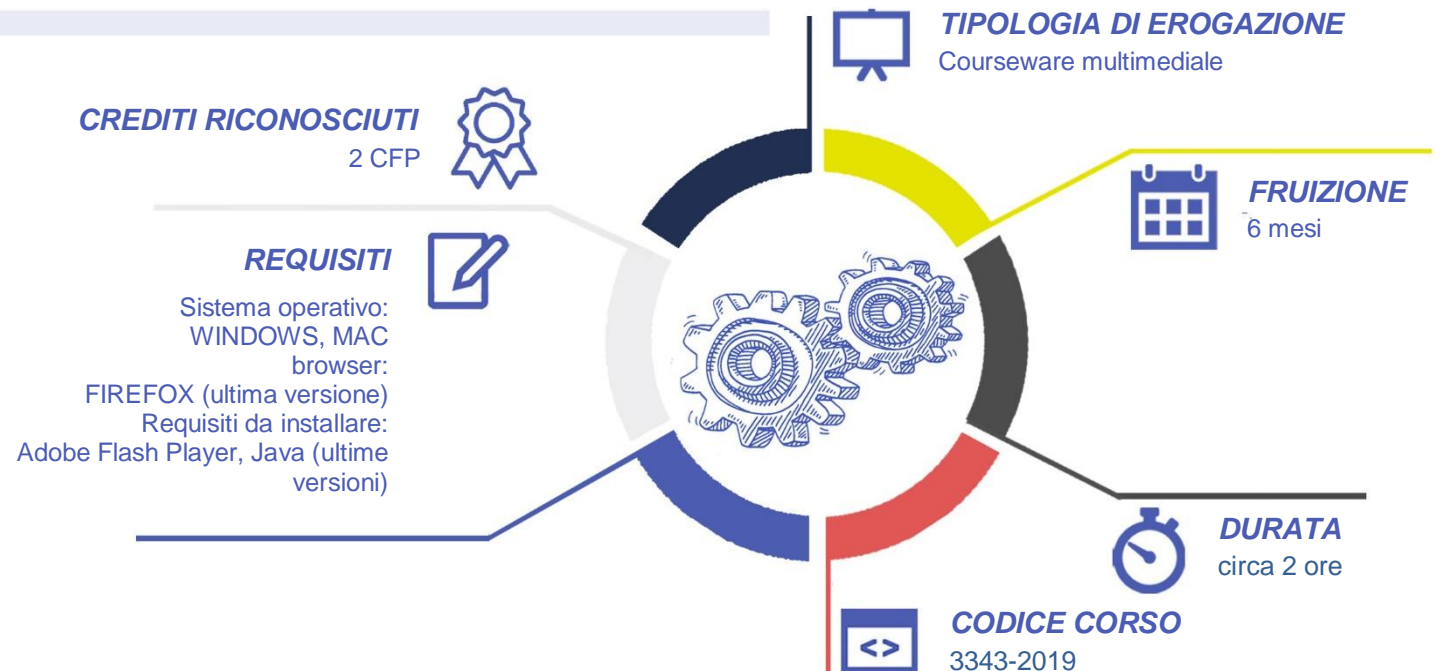 TIPOLOGIA DI EROGAZIONE
Courseware multimediale
CREDITI RICONOSCIUTI
2 CFP
FRUIZIONE
6 mesi
REQUISITI
Sistema operativo:
WINDOWS, MAC
browser:
FIREFOX (ultima versione)
Requisiti da installare:
Adobe Flash Player, Java (ultime
versioni)
DURATA
circa 2 ore
<>
CODICE CORSO
3343-2019